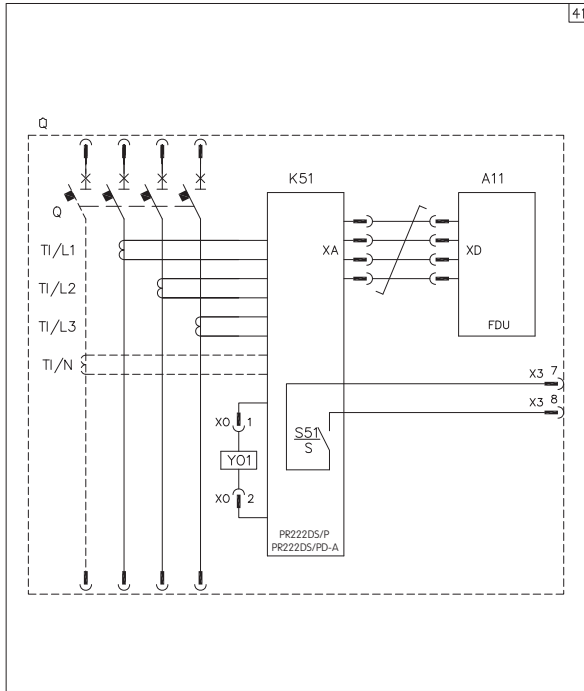 41
Q
K51
A11
Q
XA
XD
TI/L1
TI/L2
TI/L3
FDU
TI/N
X3 7
X3 8
X0 1
S51
S
Y01
X0 2
PR222DS/P
PR222DS/PD-A